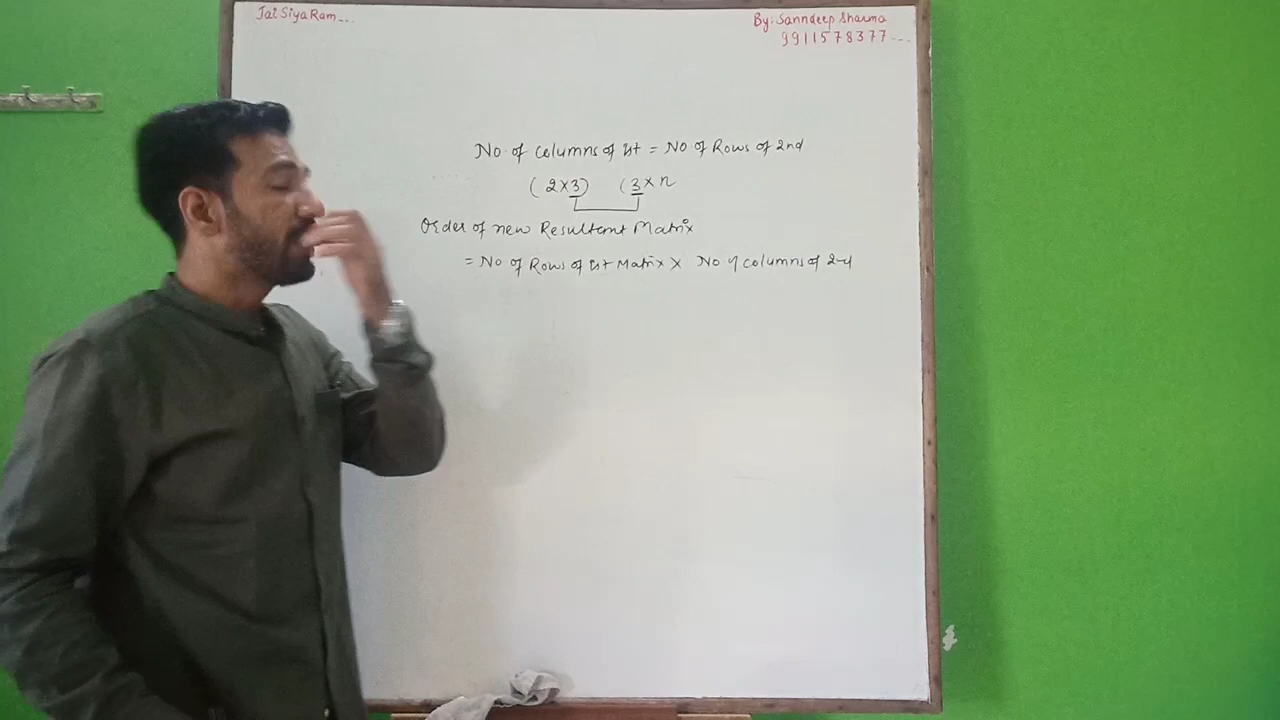 Jai Siya Ram...
By: Sanndeep Sharma
9911578377...
No. of Columns of 1st = No of Rows of 2nd
(2×3) (3×n
Order of new Resultant Matrix
= No of Rows of 1st Matrix × No of Columns of 2nd